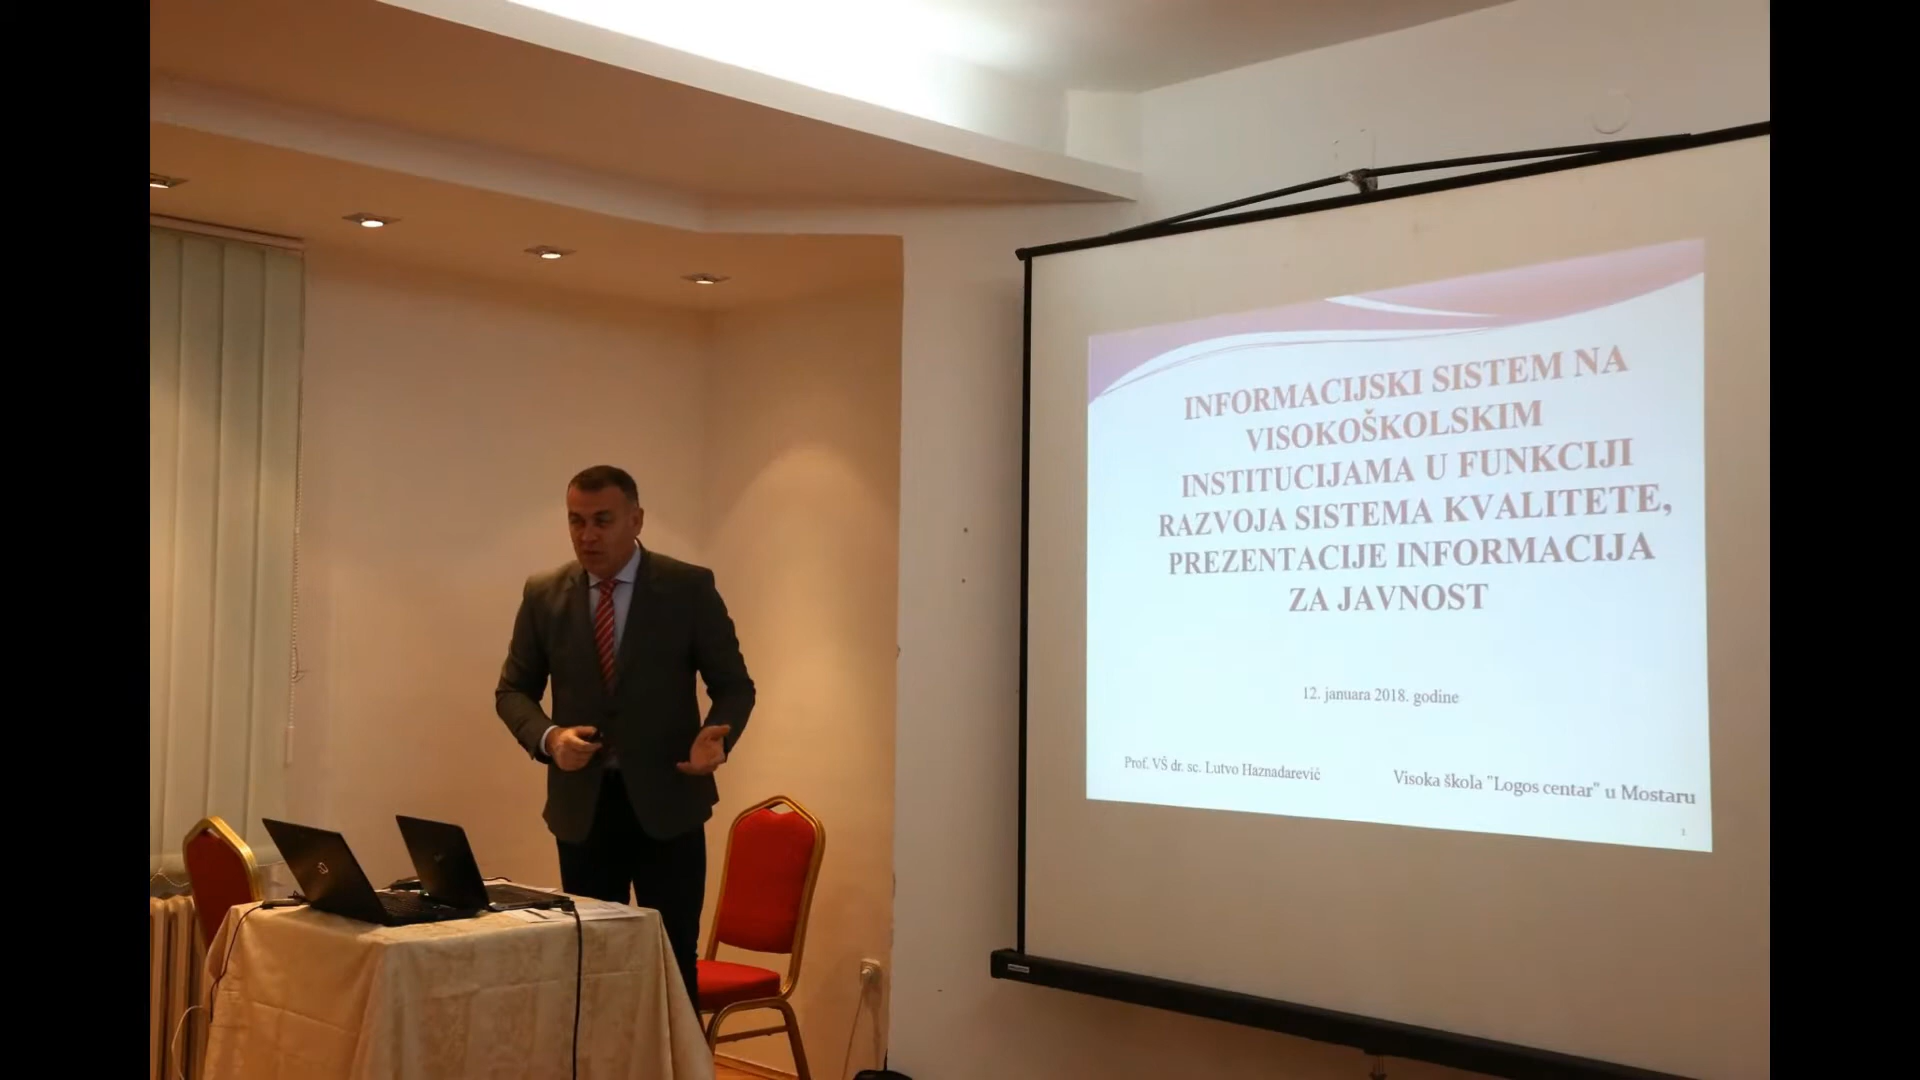 INFORMACIJSKI SISTEM NA
VISOKOŠKOLSKIM
INSTITUCIJAMA U FUNKCIJI
RAZVOJA SISTEMA KVALITETE,
PREZENTACIJE INFORMACIJA
ZA JAVNOST
12. januara 2018. godine
Prof. VŠ dr. sc. Lutvo Haznadarević
Visoka škola "Logos centar" u Mostaru
1